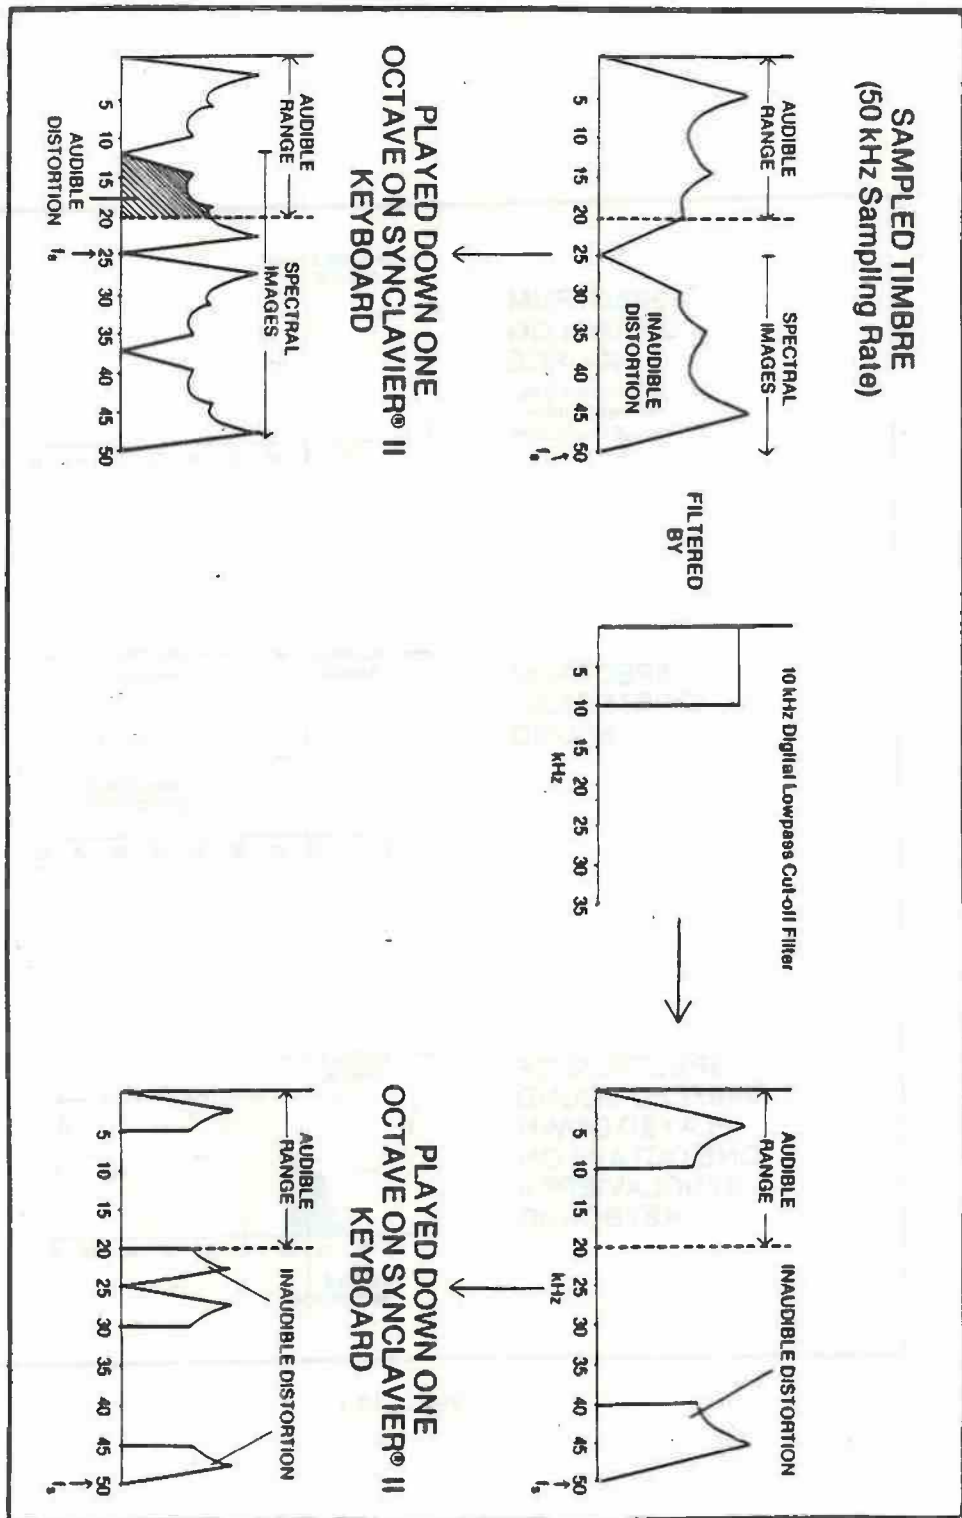 SAMPLED TIMBRE
(50 kHz Sampling Rate)
AUDIBLE
RANGE
SPECTRAL
IMAGES
INAUDIBLE
DISTORTION
5 10 15 20 25 30 35 40 45 50
fs
FILTERED
BY
10 kHz Digital Lowpass Cut-off Filter
5 10 15 20 25 30 35
kHz
AUDIBLE
RANGE
INAUDIBLE DISTORTION
5 10 15 20 25 30 35 40 45 50
kHz
fs
PLAYED DOWN ONE
OCTAVE ON SYNCLAVIER® II
KEYBOARD
AUDIBLE
RANGE
SPECTRAL
IMAGES
5 10 15 20 25 30 35 40 45 50
AUDIBLE
DISTORTION
fs
PLAYED DOWN ONE
OCTAVE ON SYNCLAVIER® II
KEYBOARD
AUDIBLE
RANGE
INAUDIBLE DISTORTION
5 10 15 20 25 30 35 40 45 50
fs